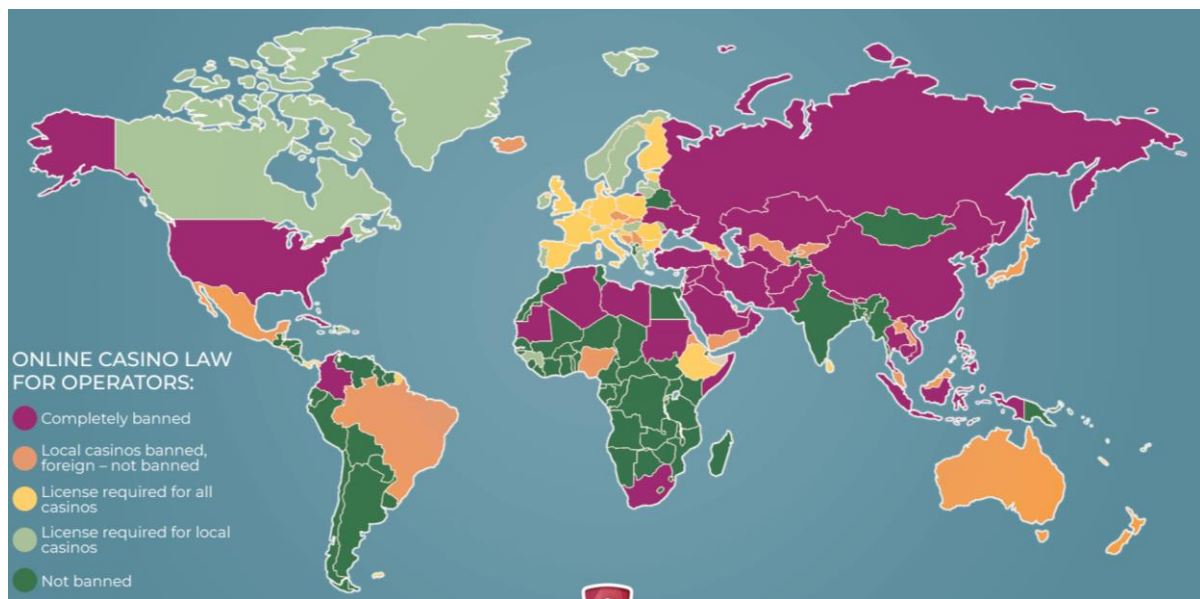 ONLINE CASINO LAW
FOR OPERATORS:
Completely banned
Local casinos banned,
foreign – not banned
License required for all
casinos
License required for local
casinos
Not banned